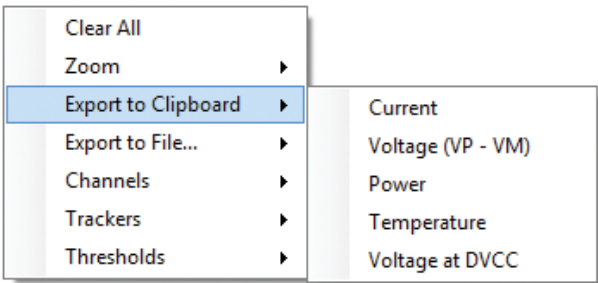 Clear All
Zoom
Export to Clipboard
Export to File...
Channels
Trackers
Thresholds
Current
Voltage (VP - VM)
Power
Temperature
Voltage at DVCC